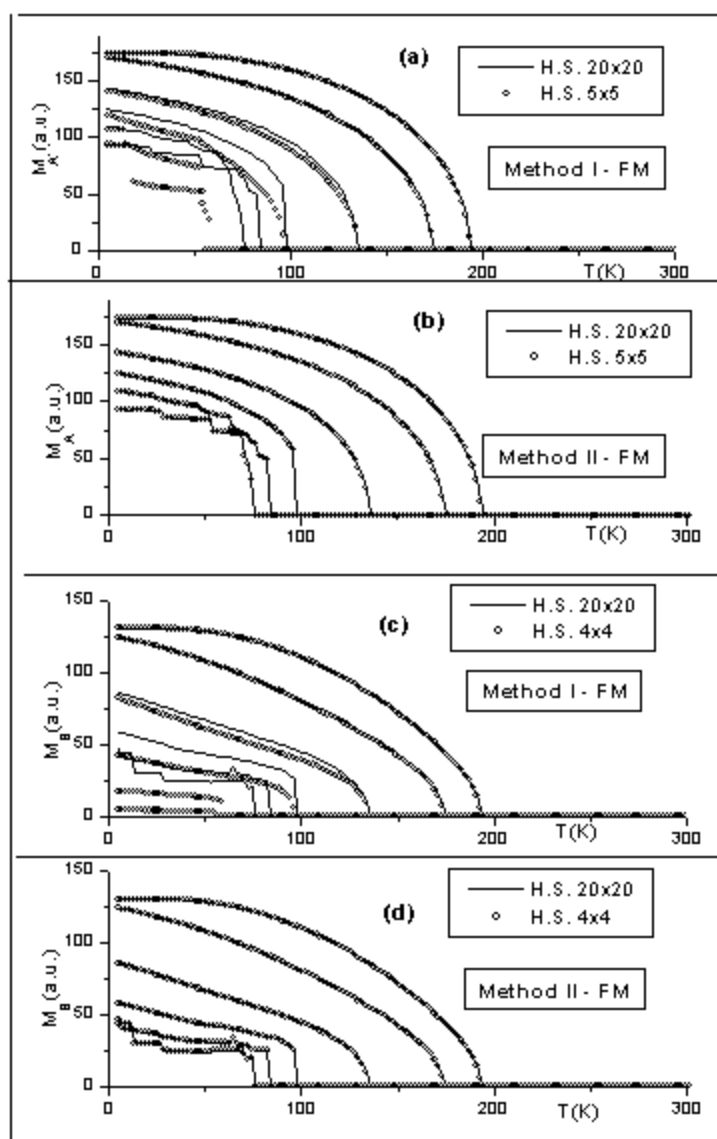 (a)
H.S. 20x20
H.S. 5x5
Method I - FM
M_A (a.u.)
150
100
50
0
0
100
200
300
T(K)
(b)
H.S. 20x20
H.S. 5x5
Method II - FM
M_A (a.u.)
150
100
50
0
0
100
200
300
T(K)
(c)
H.S. 20x20
H.S. 4x4
Method I - FM
M_B (a.u.)
150
100
50
0
0
100
200
300
T(K)
(d)
H.S. 20x20
H.S. 4x4
Method II - FM
M_B (a.u.)
150
100
50
0
0
100
200
300
T(K)